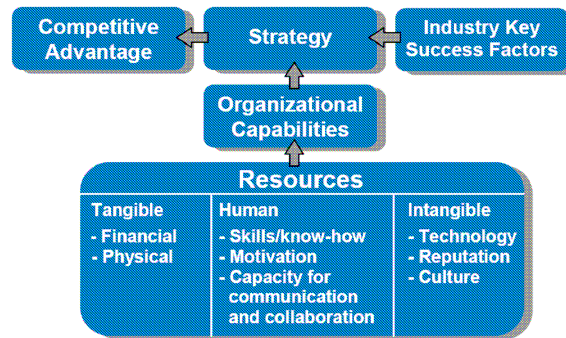 Competitive
Advantage
Strategy
Industry Key
Success Factors
Organizational
Capabilities
Resources
Tangible
- Financial
- Physical
Human
- Skills/know-how
- Motivation
- Capacity for
communication
and collaboration
Intangible
- Technology
- Reputation
- Culture